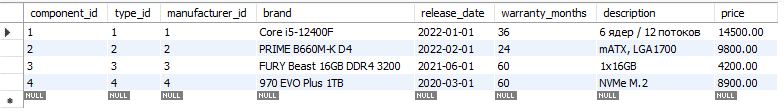 component_id type_id manufacturer_id brand release_date warranty_months description price
1 1 1 Core i5-12400F 2022-01-01 36 6 ядер / 12 потоков 14500.00
2 2 2 PRIME B660M-K D4 2022-02-01 24 mATX, LGA1700 9800.00
3 3 3 FURY Beast 16GB DDR4 3200 2021-06-01 60 1x16GB 4200.00
4 4 4 970 EVO Plus 1TB 2020-03-01 60 NVMe M.2 8900.00
NULL NULL NULL NULL NULL NULL NULL NULL